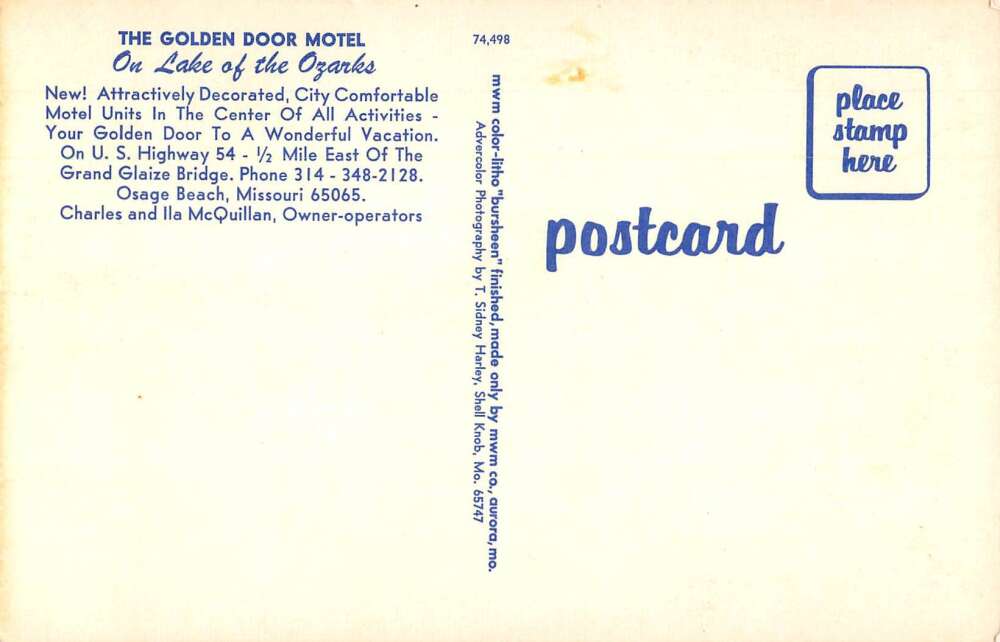 THE GOLDEN DOOR MOTEL
On Lake of the Ozarks
New! Attractively Decorated, City Comfortable
Motel Units In The Center Of All Activities -
Your Golden Door To A Wonderful Vacation.
On U. S. Highway 54 - ½ Mile East Of The
Grand Glaize Bridge. Phone 314 - 348-2128.
Osage Beach, Missouri 65065.
Charles and Ila McQuillan, Owner-operators
74,498
mwm color-litho "bursheen" finished, made only by mwm co., aurora, mo.
Advercolor Photography by T. Sidney Harley, Shell Knob, Mo. 65747
place
stamp
here
postcard